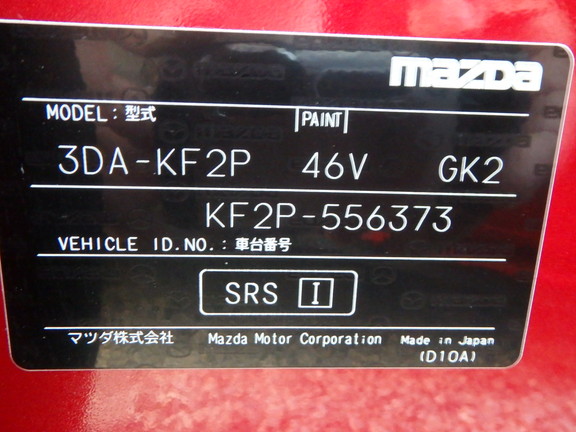 mazda
MODEL: 型式 PAINT
3DA-KF2P 46V GK2
KF2P-556373
VEHICLE ID.NO.: 車台番号
SRS I
マツダ株式会社 Mazda Motor Corporation Made in Japan
(D10A)